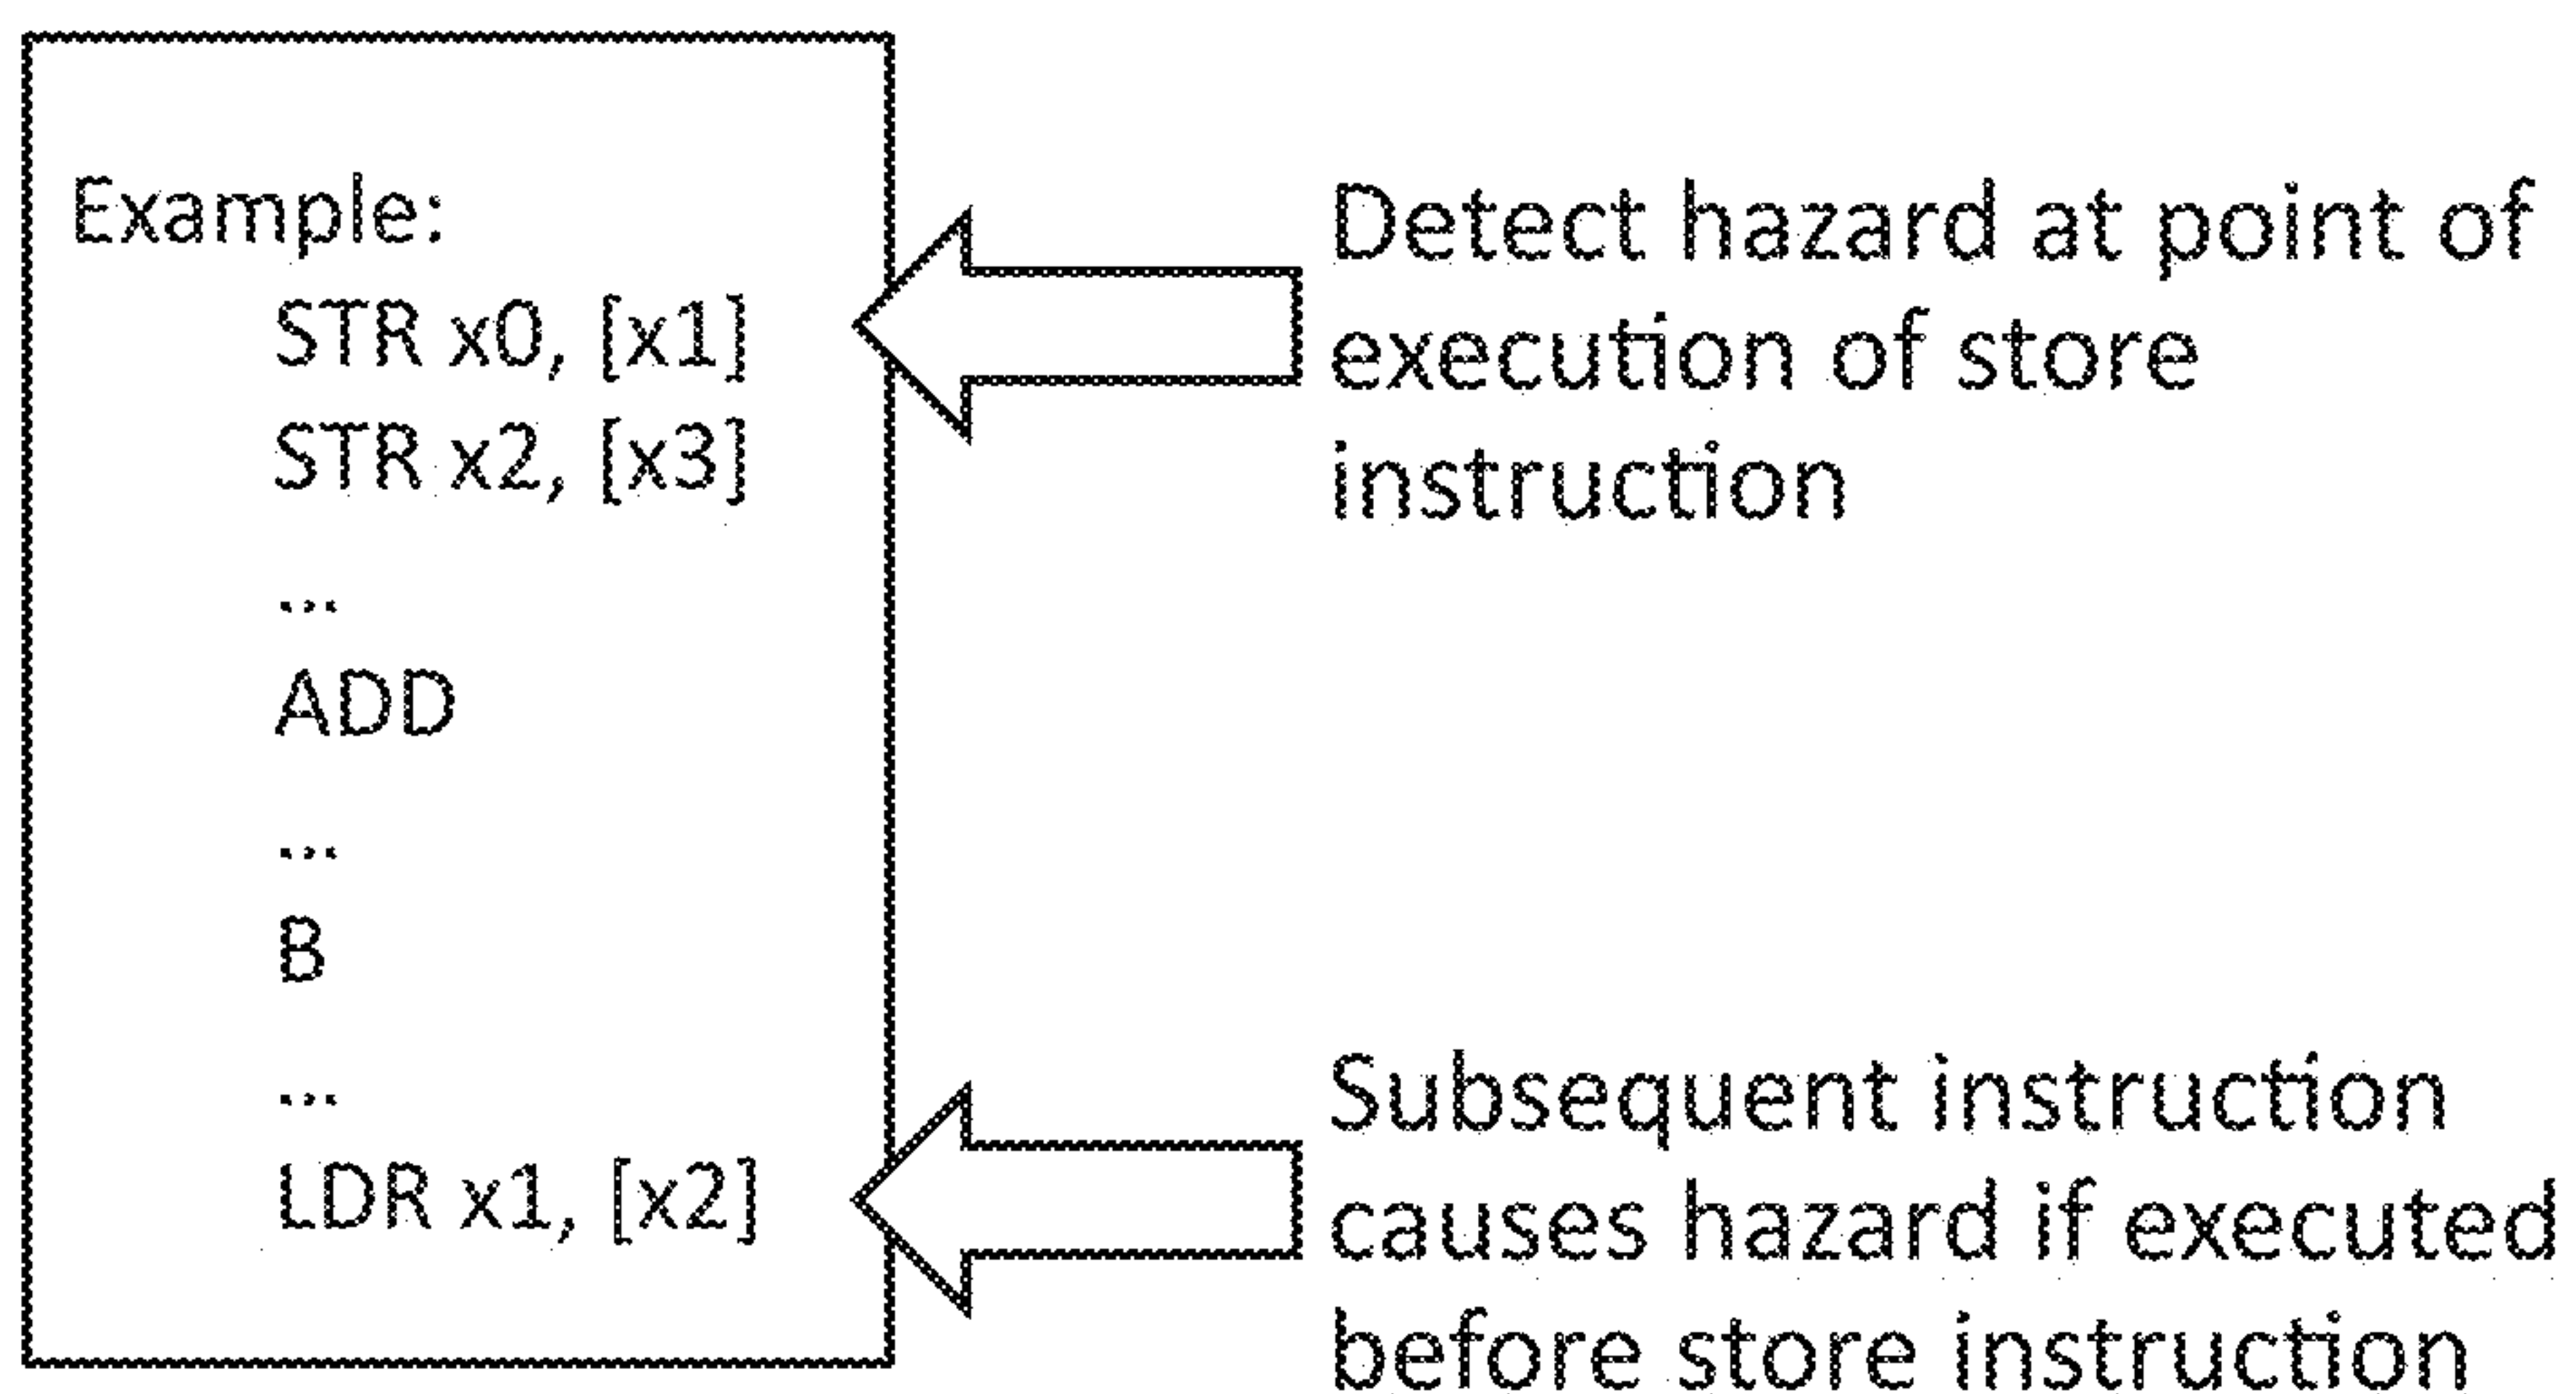 Example:
STR x0, [x1]
STR x2, [x3]
...
ADD
...
B
...
LDR x1, [x2]
Detect hazard at point of
execution of store
instruction
Subsequent instruction
causes hazard if executed
before store instruction